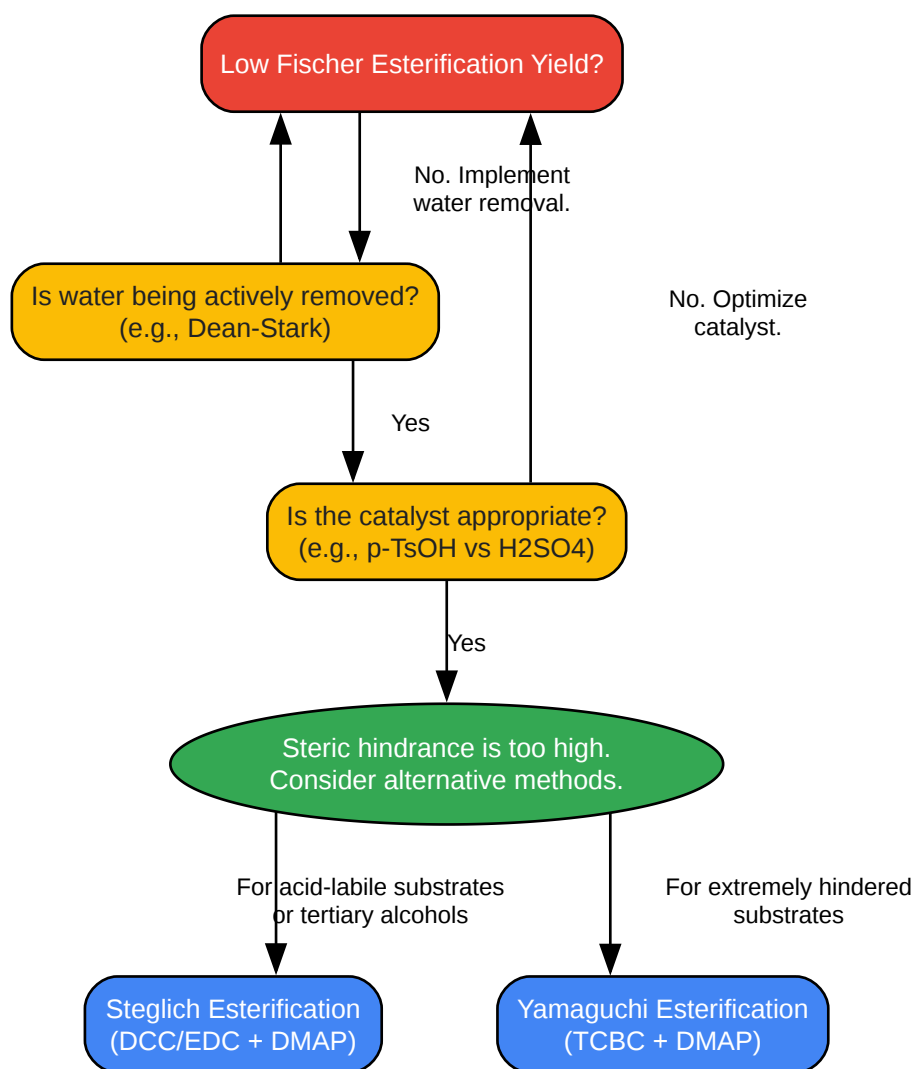 Low Fischer Esterification Yield?
No. Implement
water removal.
Is water being actively removed?
(e.g., Dean-Stark)
No. Optimize
catalyst.
Yes
Is the catalyst appropriate?
(e.g., p-TsOH vs H2SO4)
Yes
Steric hindrance is too high.
Consider alternative methods.
For acid-labile substrates
or tertiary alcohols
For extremely hindered
substrates
Steglich Esterification
(DCC/EDC + DMAP)
Yamaguchi Esterification
(TCBC + DMAP)